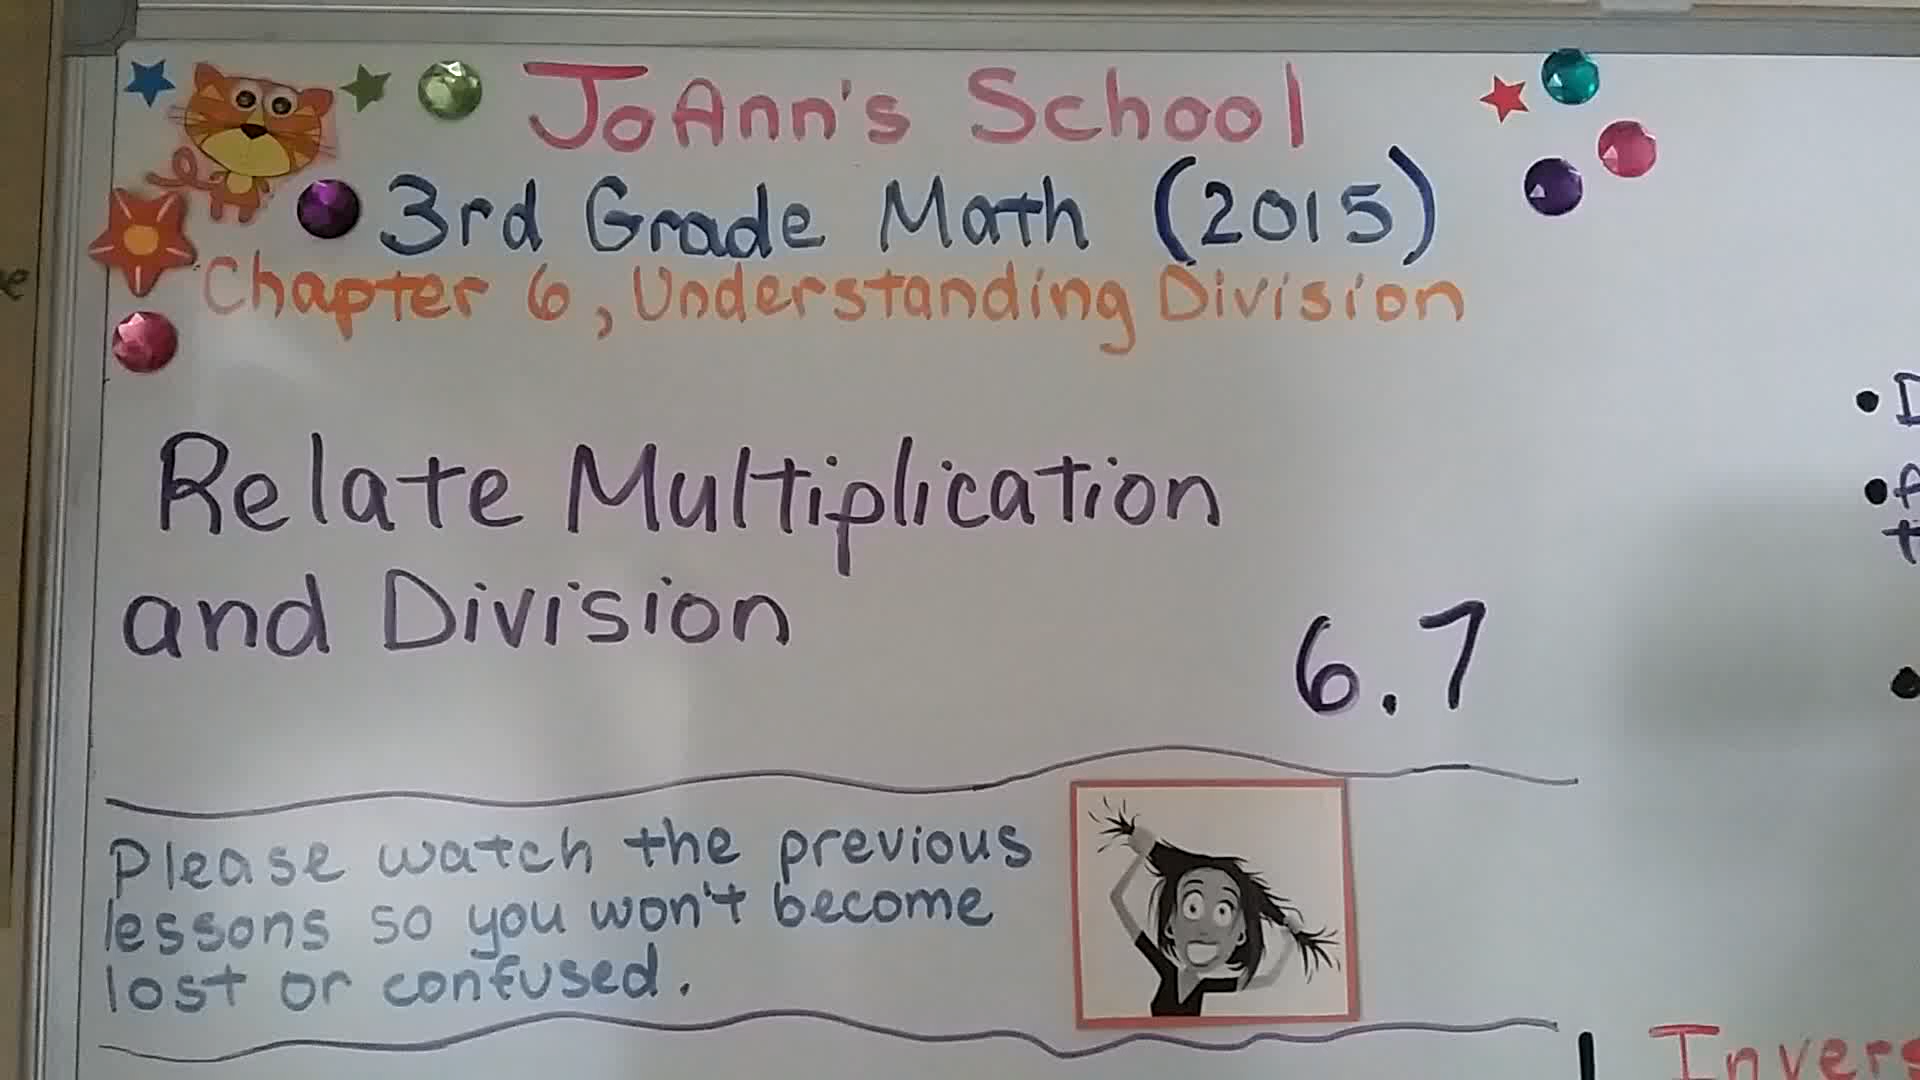 JoAnn's School
3rd Grade Math (2015)
Chapter 6, Understanding Division
Relate Multiplication
and Division
6.7
Please watch the previous
lessons so you won't become
lost or confused.